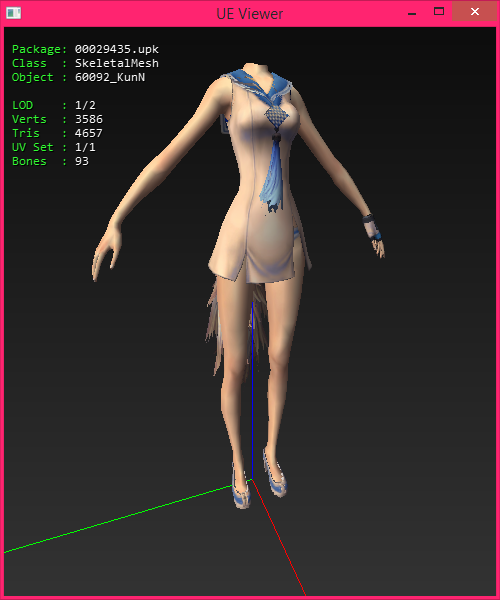 UE Viewer
Package: 00029435.upk
Class : SkeletalMesh
Object : 60092_KunN
LOD : 1/2
Verts : 3586
Tris : 4657
UV Set : 1/1
Bones : 93